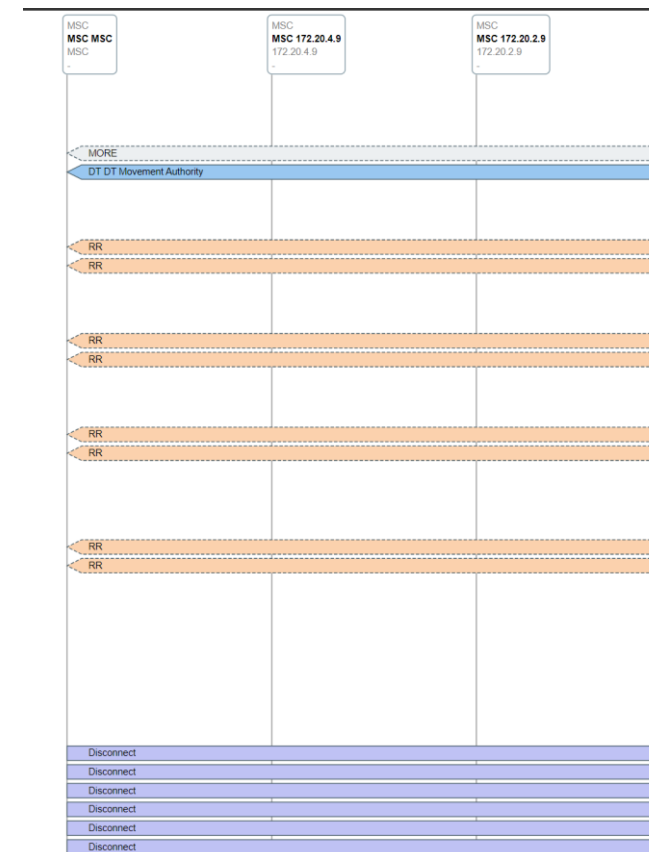 MSC
MSC MSC
MSC
-
MSC
MSC 172.20.4.9
172.20.4.9
-
MSC
MSC 172.20.2.9
172.20.2.9
-
MORE
DT DT Movement Authority
RR
RR
RR
RR
RR
RR
RR
RR
Disconnect
Disconnect
Disconnect
Disconnect
Disconnect
Disconnect